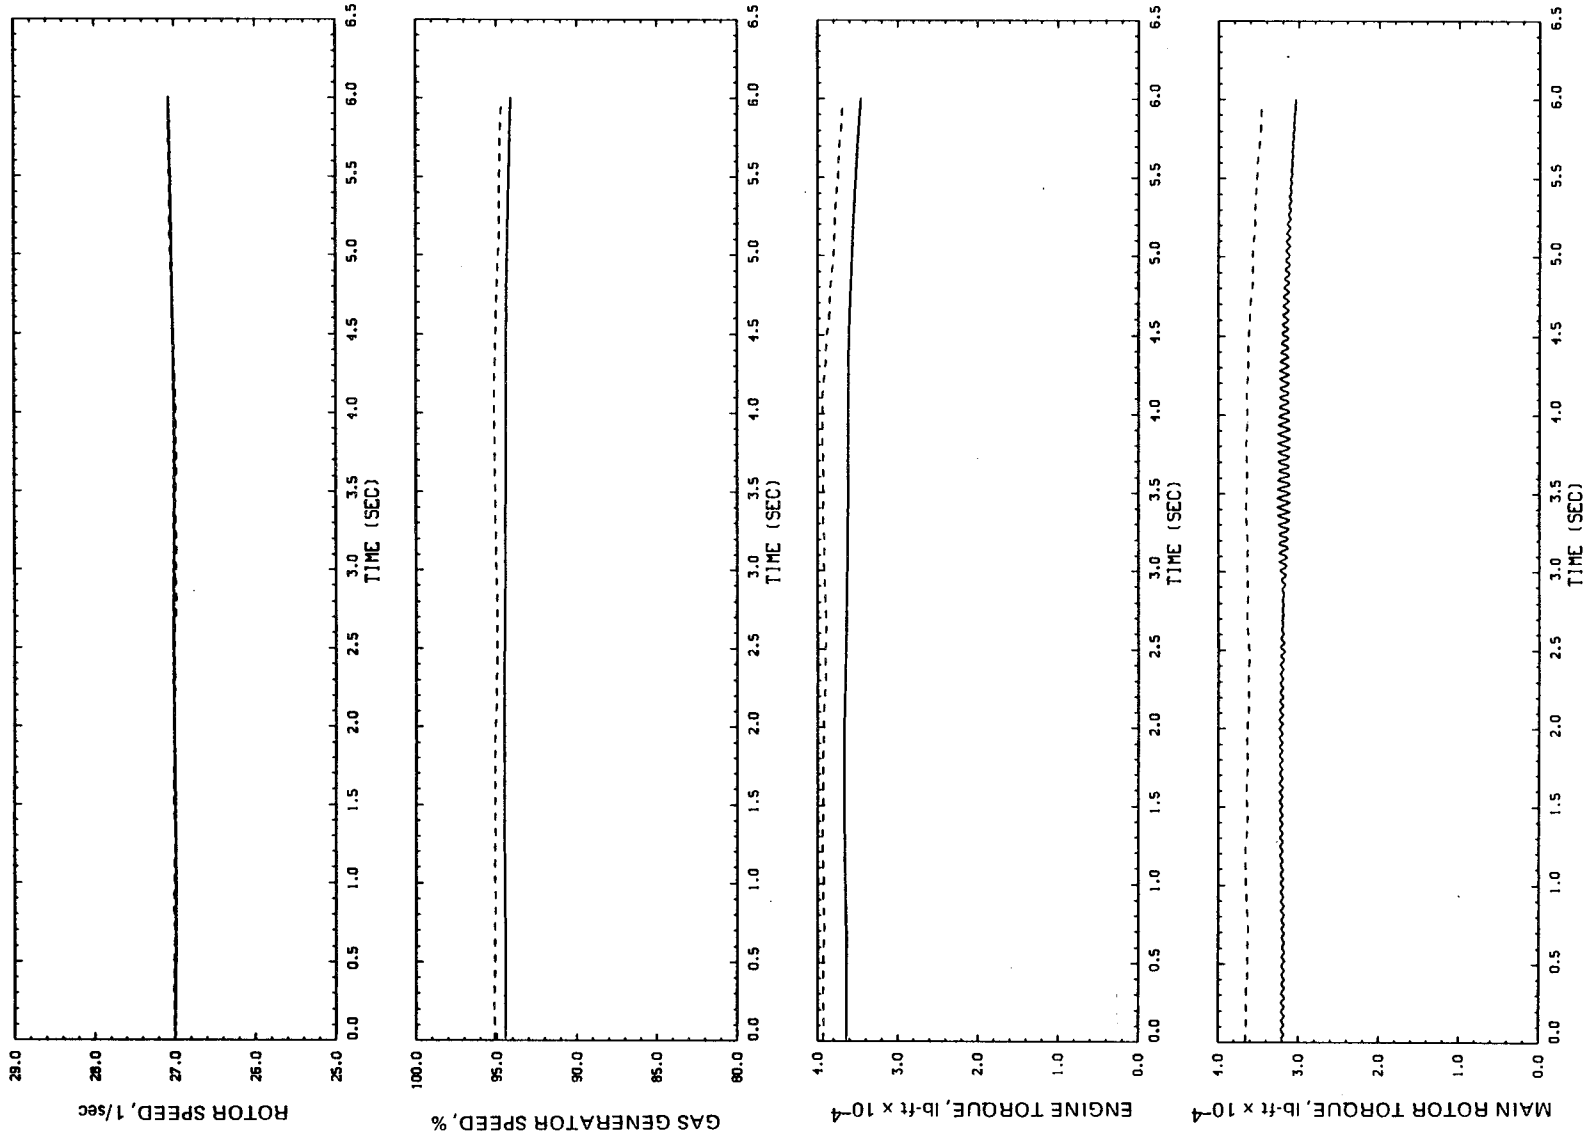 29.0
28.0
27.0
26.0
25.0
ROTOR SPEED, 1/sec
0.0 0.5 1.0 1.5 2.0 2.5 3.0 3.5 4.0 4.5 5.0 5.5 6.0 6.5
TIME (SEC)
100.0
95.0
90.0
85.0
80.0
GAS GENERATOR SPEED, %
0.0 0.5 1.0 1.5 2.0 2.5 3.0 3.5 4.0 4.5 5.0 5.5 6.0 6.5
TIME (SEC)
4.0
3.0
2.0
1.0
0.0
ENGINE TORQUE, lb-ft × 10⁻⁴
0.0 0.5 1.0 1.5 2.0 2.5 3.0 3.5 4.0 4.5 5.0 5.5 6.0 6.5
TIME (SEC)
4.0
3.0
2.0
1.0
0.0
MAIN ROTOR TORQUE, lb-ft × 10⁻⁴
0.0 0.5 1.0 1.5 2.0 2.5 3.0 3.5 4.0 4.5 5.0 5.5 6.0 6.5
TIME (SEC)